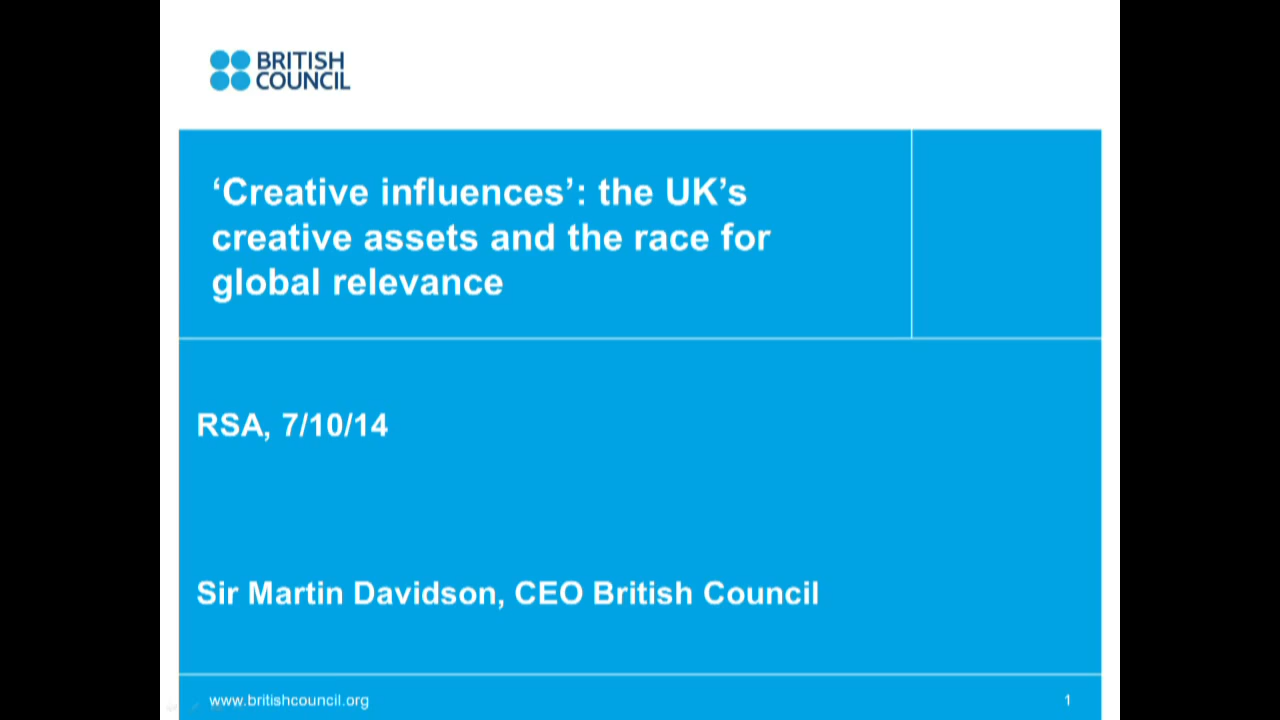 BRITISH
COUNCIL
‘Creative influences’: the UK’s
creative assets and the race for
global relevance
RSA, 7/10/14
Sir Martin Davidson, CEO British Council
www.britishcouncil.org
1